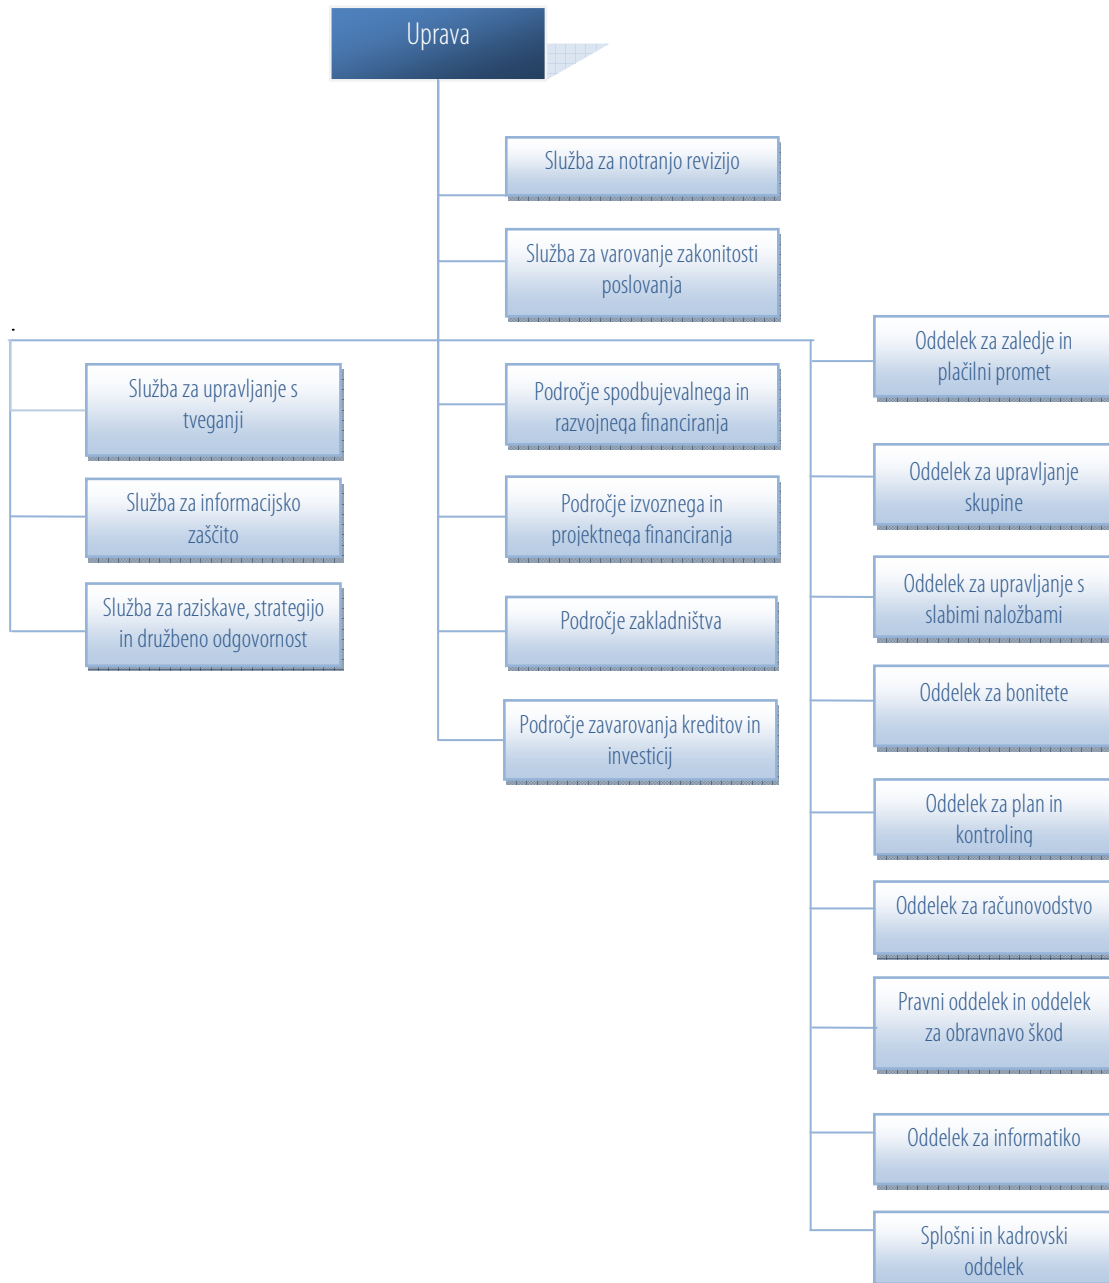 Uprava
Služba za notranjo revizijo
Služba za varovanje zakonitosti
poslovanja
.
Služba za upravljanje s
tveganji
Služba za informacijsko
zaščito
Služba za raziskave, strategijo
in družbeno odgovornost
Področje spodbujevalnega in
razvojnega financiranja
Področje izvoznega in
projektnega financiranja
Področje zakladništva
Področje zavarovanja kreditov in
investicij
Oddelek za zaledje in
plačilni promet
Oddelek za upravljanje
skupine
Oddelek za upravljanje s
slabimi naložbami
Oddelek za bonitete
Oddelek za plan in
kontroling
Oddelek za računovodstvo
Pravni oddelek in oddelek
za obravnavo škod
Oddelek za informatiko
Splošni in kadrovski
oddelek